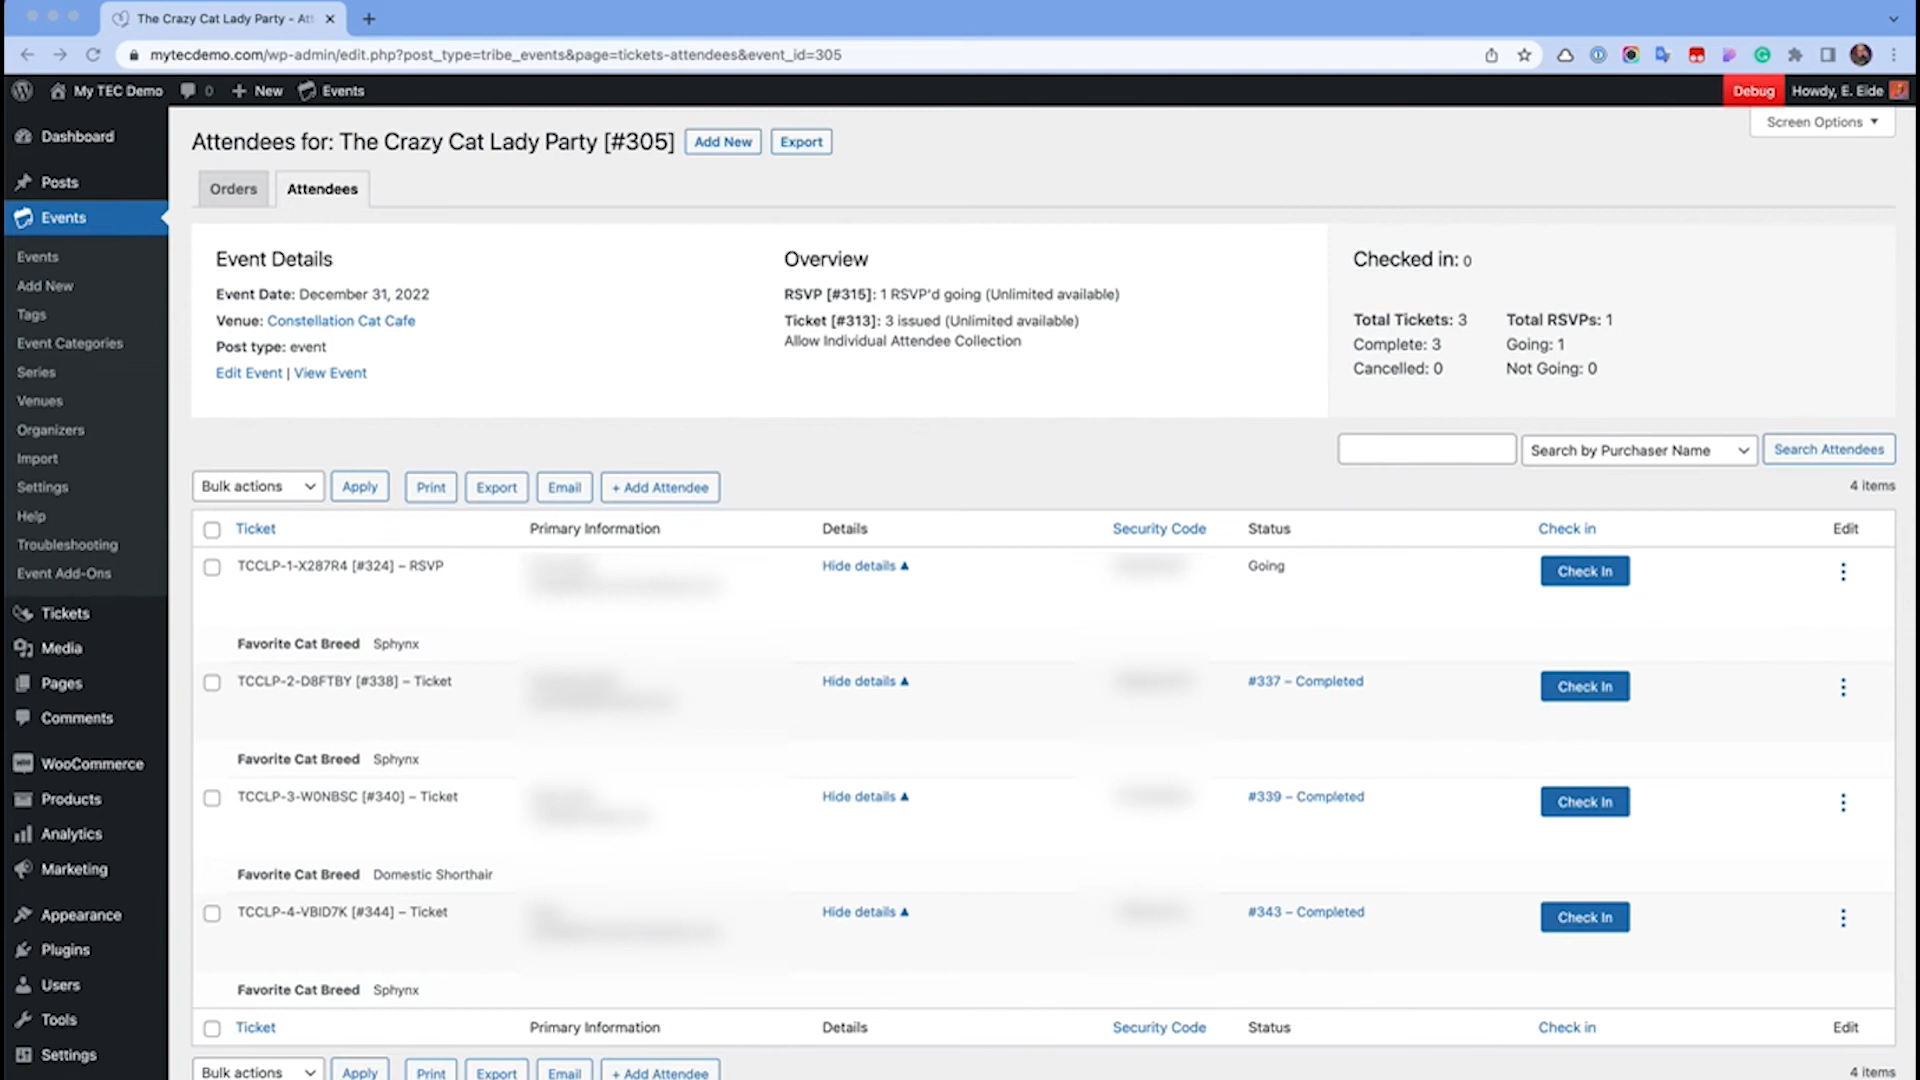 The Crazy Cat Lady Party - Att
mytecdemo.com/wp-admin/edit.php?post_type=tribe_events&page=tickets-attendees&event_id=305
My TEC Demo 0 New Events Debug Howdy, E. Eide
Screen Options
Dashboard
Posts
Events
Events
Add New
Tags
Event Categories
Series
Venues
Organizers
Import
Settings
Help
Troubleshooting
Event Add-Ons
Tickets
Media
Pages
Comments
WooCommerce
Products
Analytics
Marketing
Appearance
Plugins
Users
Tools
Settings
Attendees for: The Crazy Cat Lady Party [#305] Add New Export
Orders Attendees
Event Details
Event Date: December 31, 2022
Venue: Constellation Cat Cafe
Post type: event
Edit Event | View Event
Overview
RSVP [#315]: 1 RSVP'd going (Unlimited available)
Ticket [#313]: 3 issued (Unlimited available)
Allow Individual Attendee Collection
Checked in: 0
Total Tickets: 3 Total RSVPs: 1
Complete: 3 Going: 1
Cancelled: 0 Not Going: 0
Search by Purchaser Name Search Attendees
Bulk actions Apply Print Export Email + Add Attendee 4 items
Ticket Primary Information Details Security Code Status Check in Edit
TCCLP-1-X287R4 [#324] – RSVP Hide details Going Check In
Favorite Cat Breed Sphynx
TCCLP-2-D8FTBY [#338] – Ticket Hide details #337 – Completed Check In
Favorite Cat Breed Sphynx
TCCLP-3-W0NBSC [#340] – Ticket Hide details #339 – Completed Check In
Favorite Cat Breed Domestic Shorthair
TCCLP-4-VBID7K [#344] – Ticket Hide details #343 – Completed Check In
Favorite Cat Breed Sphynx
Ticket Primary Information Details Security Code Status Check in Edit
Bulk actions Apply Print Export Email + Add Attendee 4 items